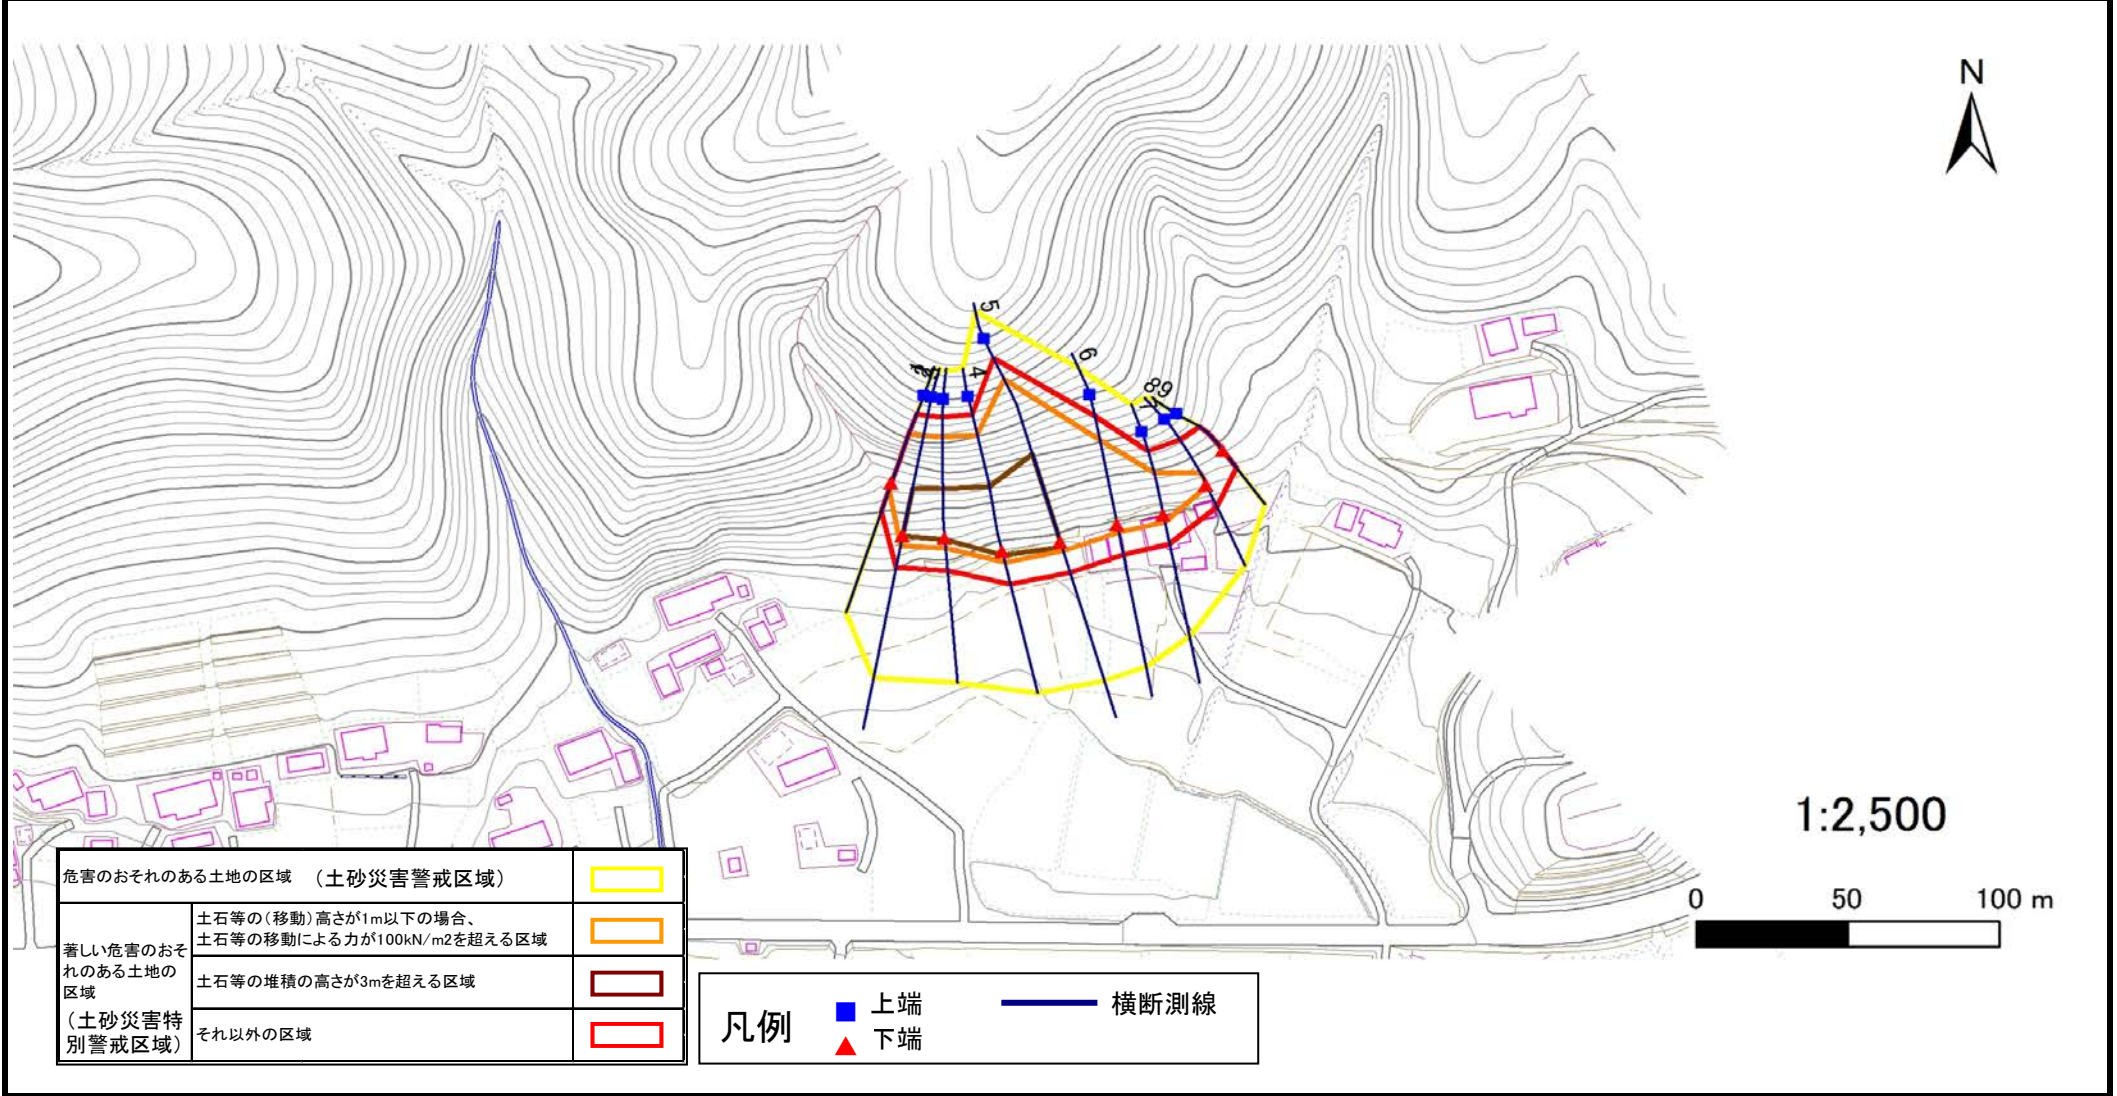 N
5
6
4
89
7
1:2,500
0 50 100 m
危害のおそれのある土地の区域 (土砂災害警戒区域)
著しい危害のおそれのある土地の区域
(土砂災害特別警戒区域)
土石等の(移動)高さが1m以下の場合、
土石等の移動による力が100kN/m2を超える区域
土石等の堆積の高さが3mを超える区域
それ以外の区域
凡例
上端
下端
横断測線